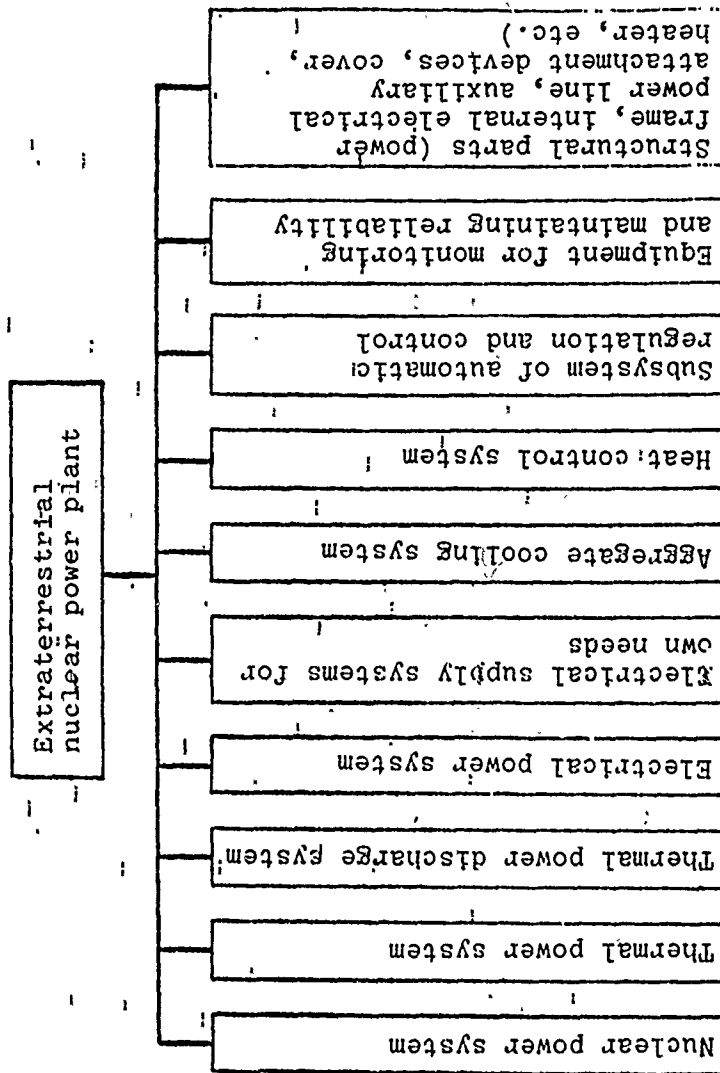 Extraterrestrial
nuclear power plant
Nuclear power system
Thermal power system
Thermal power discharge system
Electrical power system
Electrical supply systems for
own needs
Aggregate cooling system
Heat control system
Subsystem of automatic
regulation and control
Equipment for monitoring
and maintaining reliability
Structural parts (power
frame, internal electrical
power line, auxiliary
attachment devices, cover,
heater, etc.)